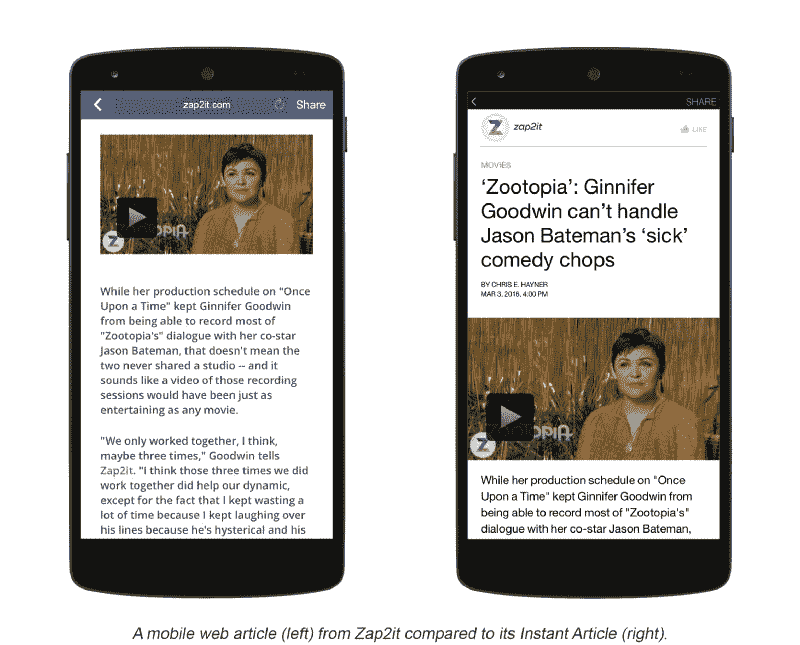 zap2it.com
Share
PIA
Z
While her production schedule on "Once
Upon a Time" kept Ginnifer Goodwin
from being able to record most of
"Zootopia's" dialogue with her co-star
Jason Bateman, that doesn't mean the
two never shared a studio -- and it
sounds like a video of those recording
sessions would have been just as
entertaining as any movie.
"We only worked together, I think,
maybe three times," Goodwin tells
Zap2it. "I think those three times we did
work together did help our dynamic,
except for the fact that I kept wasting a
lot of time because I kept laughing over
his lines because he's hysterical and his
SHARE
Z
zap2it
LIKE
MOVIES
‘Zootopia’: Ginnifer
Goodwin can’t handle
Jason Bateman’s ‘sick’
comedy chops
BY CHRIS E. HAYNER
MAR 3, 2016, 4:00 PM
OPIA
Z
While her production schedule on "Once
Upon a Time" kept Ginnifer Goodwin from
being able to record most of "Zootopia's"
dialogue with her co-star Jason Bateman,
A mobile web article (left) from Zap2it compared to its Instant Article (right).